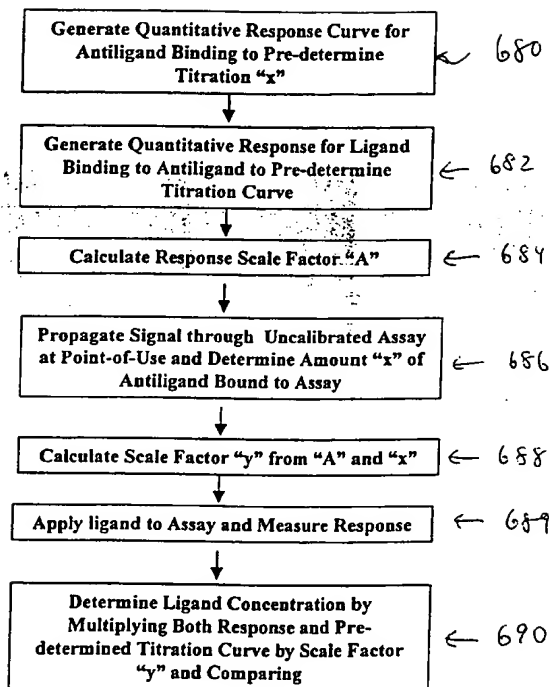 Generate Quantitative Response Curve for
Antiligand Binding to Pre-determine
Titration “x”
680
Generate Quantitative Response for Ligand
Binding to Antiligand to Pre-determine
Titration Curve
682
Calculate Response Scale Factor “A”
684
Propagate Signal through Uncalibrated Assay
at Point-of-Use and Determine Amount “x” of
Antiligand Bound to Assay
686
Calculate Scale Factor “y” from “A” and “x”
688
Apply ligand to Assay and Measure Response
689
Determine Ligand Concentration by
Multiplying Both Response and Pre-
determined Titration Curve by Scale Factor
“y” and Comparing
690